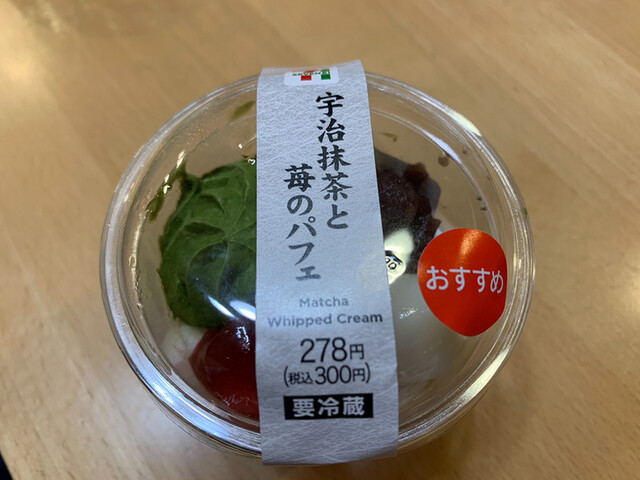 宇治抹茶と
苺のパフェ
Matcha
Whipped Cream
278円
(税込300円)
要冷蔵
おすすめ